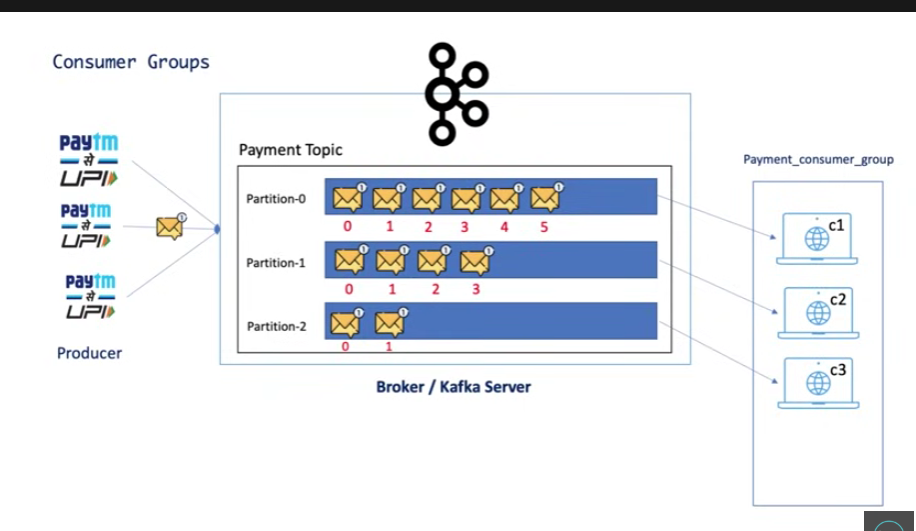 Consumer Groups
paytm
से
UPI
paytm
से
UPI
paytm
से
UPI
Producer
Payment Topic
Partition-0
0 1 2 3 4 5
Partition-1
0 1 2 3
Partition-2
0 1
Broker / Kafka Server
Payment_consumer_group
c1
c2
c3